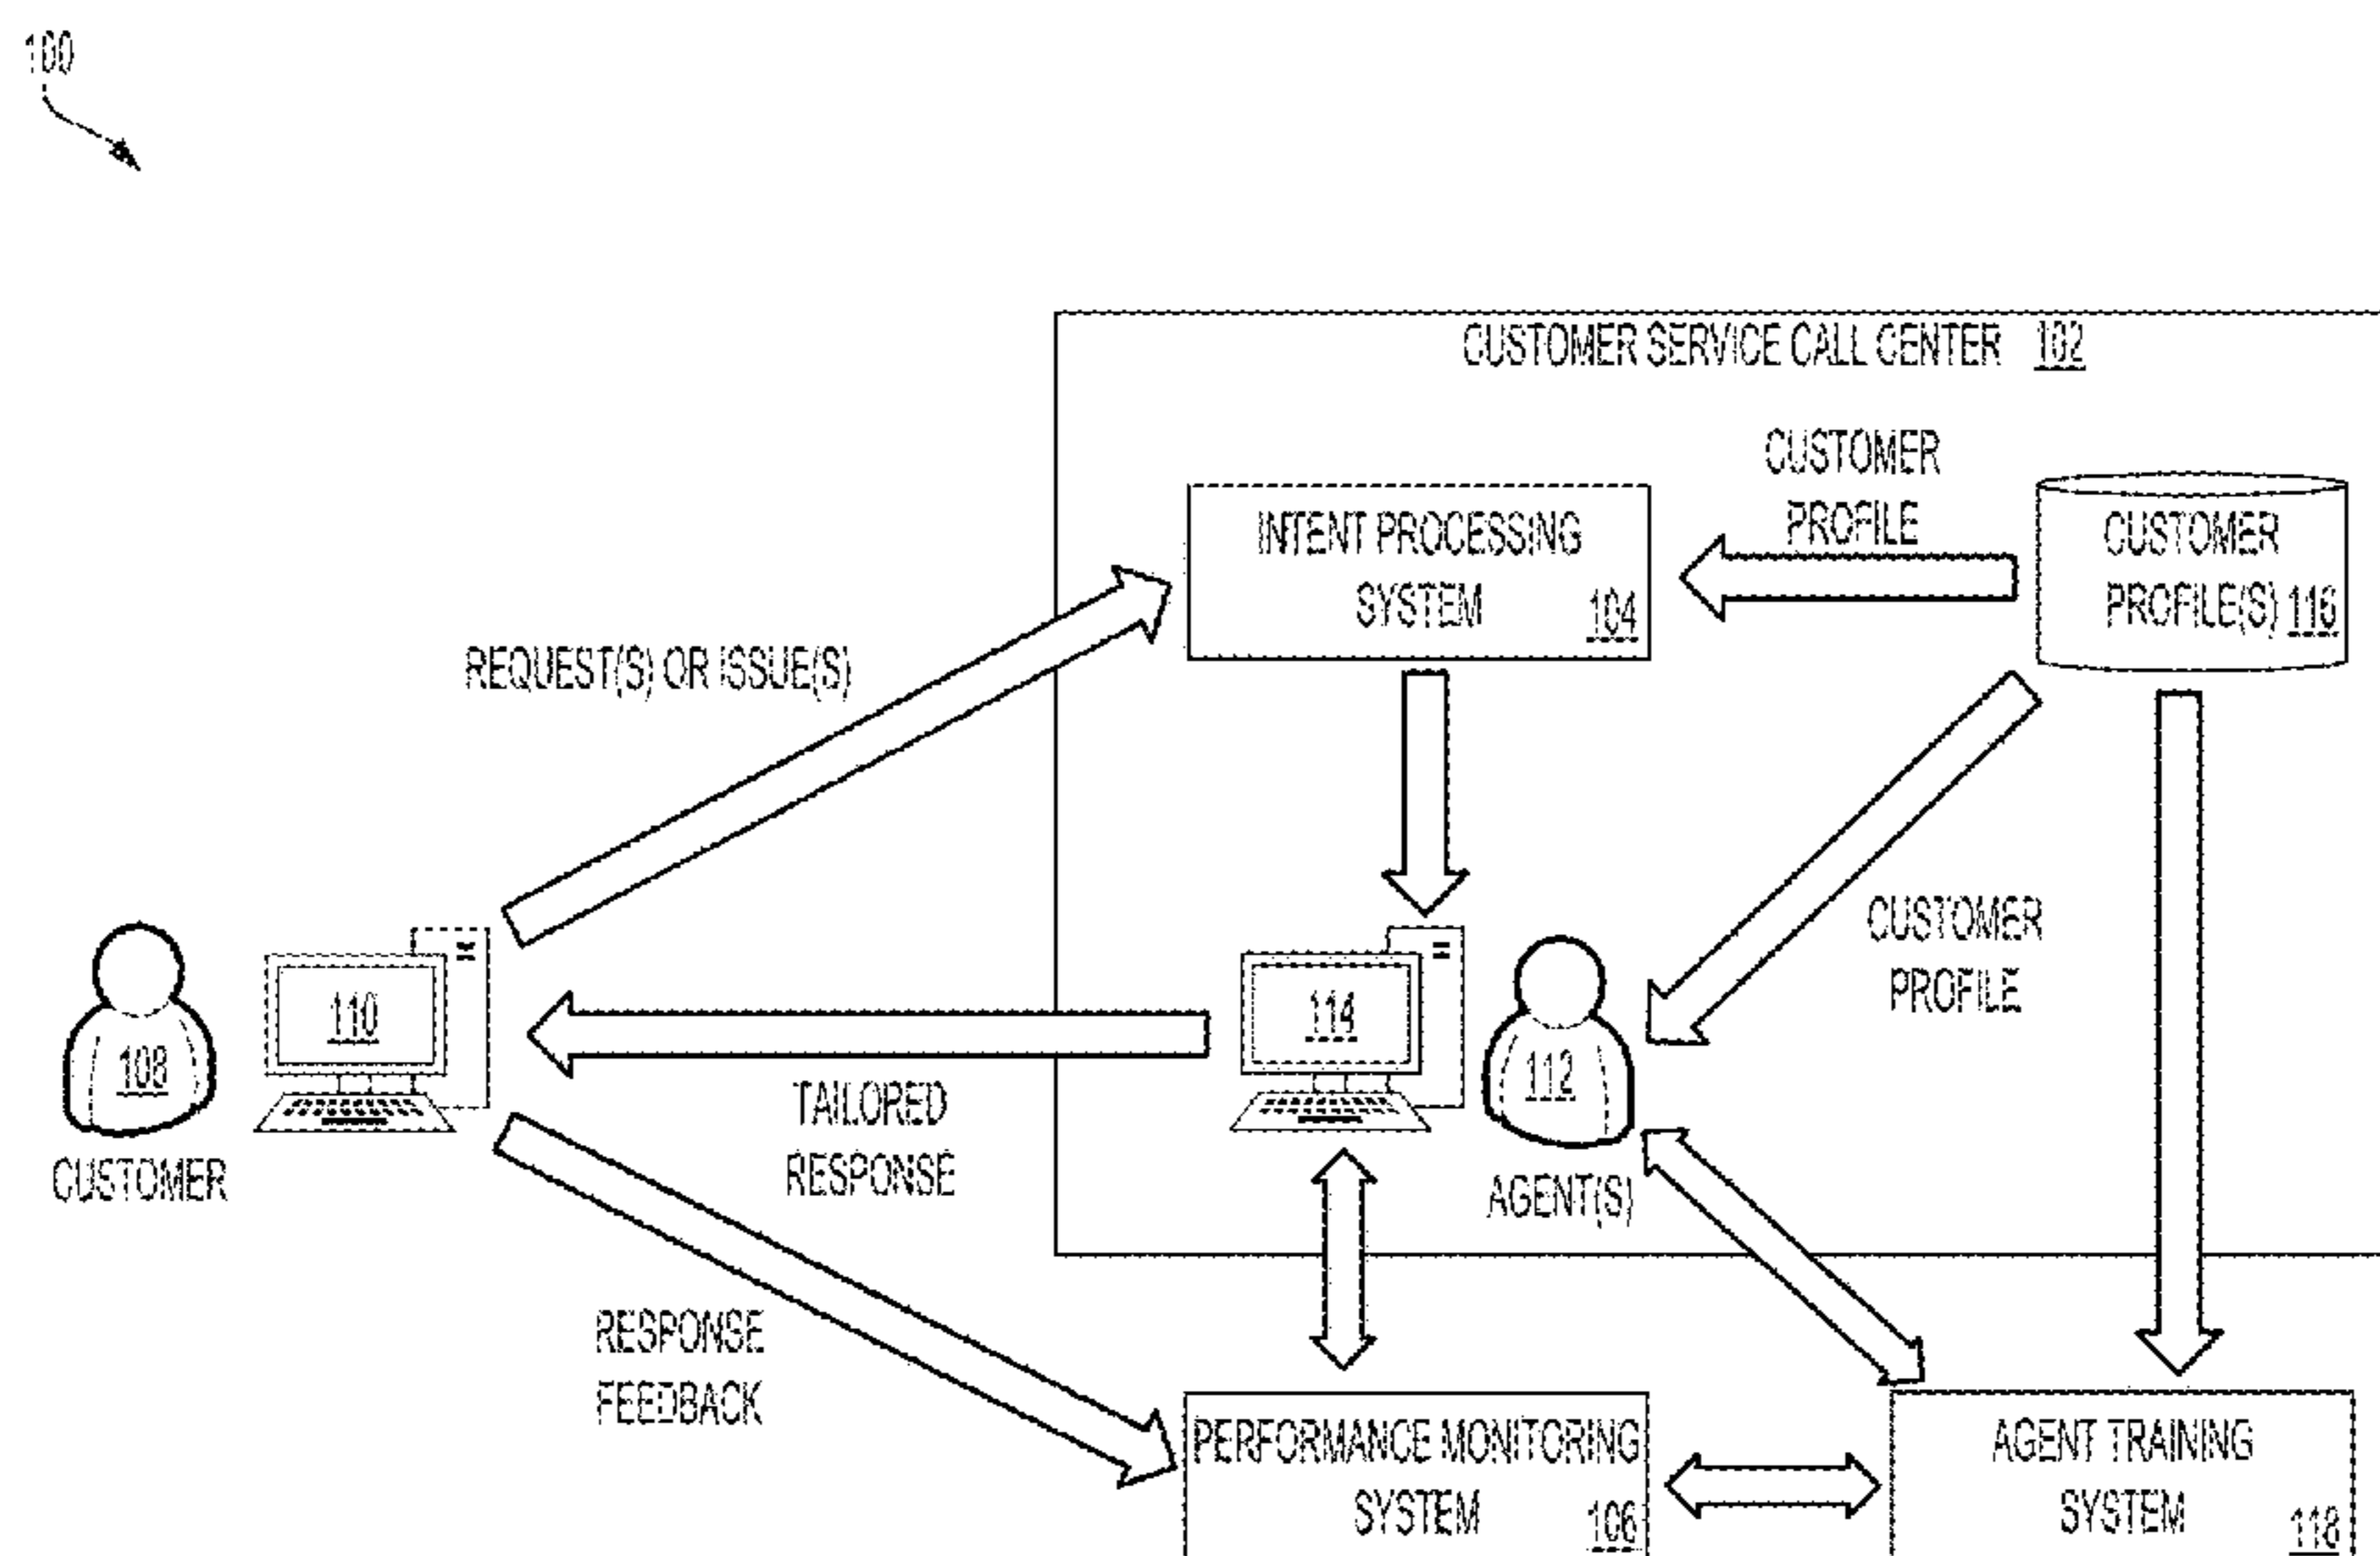 100
CUSTOMER SERVICE CALL CENTER 102
CUSTOMER
PROFILE
INTENT PROCESSING
SYSTEM 104
CUSTOMER
PROFILE(S) 116
REQUEST(S) OR ISSUE(S)
CUSTOMER
PROFILE
110
108
114
112
TAILORED
RESPONSE
CUSTOMER
AGENT(S)
RESPONSE
FEEDBACK
PERFORMANCE MONITORING
SYSTEM 106
AGENT TRAINING
SYSTEM 118